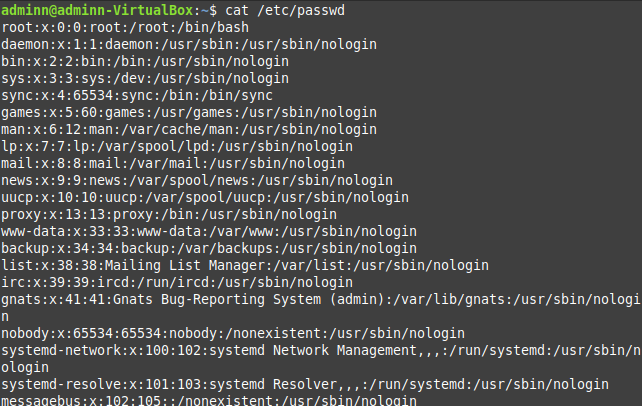 adminn@adminn-VirtualBox:~$ cat /etc/passwd
root:x:0:0:root:/root:/bin/bash
daemon:x:1:1:daemon:/usr/sbin:/usr/sbin/nologin
bin:x:2:2:bin:/bin:/usr/sbin/nologin
sys:x:3:3:sys:/dev:/usr/sbin/nologin
sync:x:4:65534:sync:/bin:/bin/sync
games:x:5:60:games:/usr/games:/usr/sbin/nologin
man:x:6:12:man:/var/cache/man:/usr/sbin/nologin
lp:x:7:7:lp:/var/spool/lpd:/usr/sbin/nologin
mail:x:8:8:mail:/var/mail:/usr/sbin/nologin
news:x:9:9:news:/var/spool/news:/usr/sbin/nologin
uucp:x:10:10:uucp:/var/spool/uucp:/usr/sbin/nologin
proxy:x:13:13:proxy:/bin:/usr/sbin/nologin
www-data:x:33:33:www-data:/var/www:/usr/sbin/nologin
backup:x:34:34:backup:/var/backups:/usr/sbin/nologin
list:x:38:38:Mailing List Manager:/var/list:/usr/sbin/nologin
irc:x:39:39:ircd:/run/ircd:/usr/sbin/nologin
gnats:x:41:41:Gnats Bug-Reporting System (admin):/var/lib/gnats:/usr/sbin/nologi
n
nobody:x:65534:65534:nobody:/nonexistent:/usr/sbin/nologin
systemd-network:x:100:102:systemd Network Management,,,:/run/systemd:/usr/sbin/n
ologin
systemd-resolve:x:101:103:systemd Resolver,,,:/run/systemd:/usr/sbin/nologin
messagebus:x:102:105::/nonexistent:/usr/sbin/nologin